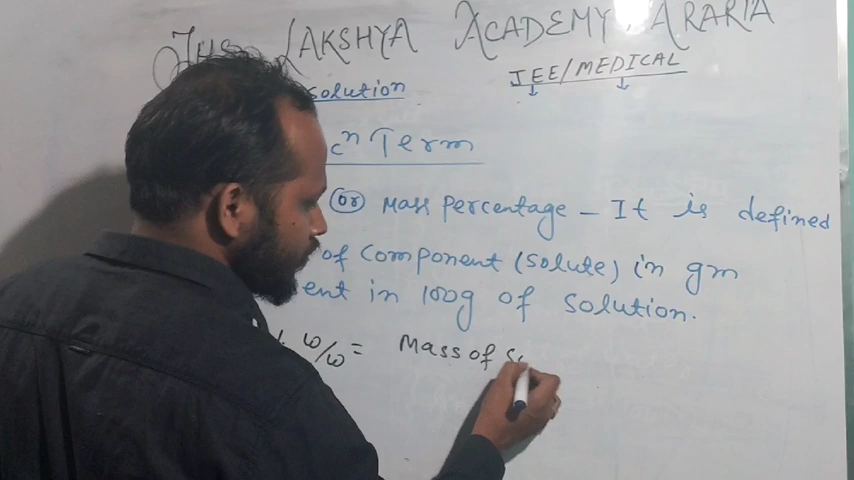 LAKSHYA ACADEMY, ARARIA
JEE/MEDICAL
Solution
cⁿ Term
(or) Mass Percentage - It is defined
of component (solute) in gm
ent in 100g of solution.
w/w = Mass of